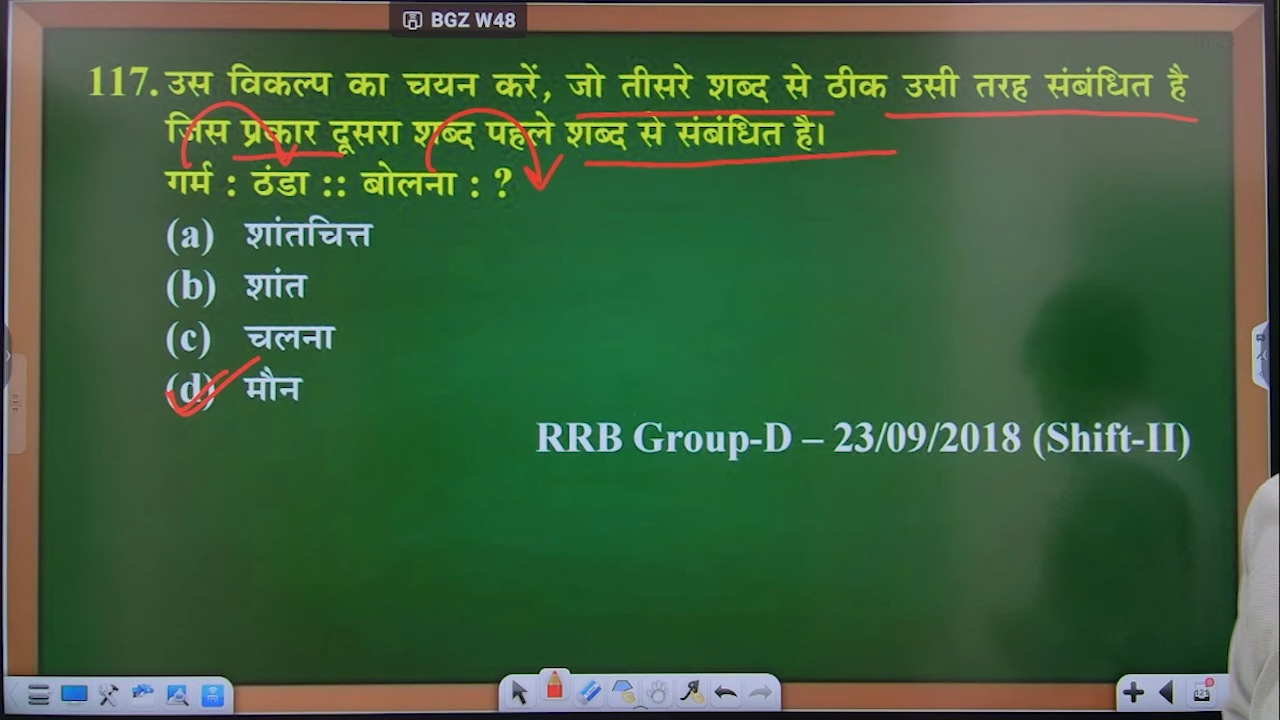 BGZ W48
117. उस विकल्प का चयन करें, जो तीसरे शब्द से ठीक उसी तरह संबंधित है
जिस प्रकार दूसरा शब्द पहले शब्द से संबंधित है।
गर्म : ठंडा :: बोलना : ?
(a) शांतचित्त
(b) शांत
(c) चलना
(d) मौन
RRB Group-D – 23/09/2018 (Shift-II)